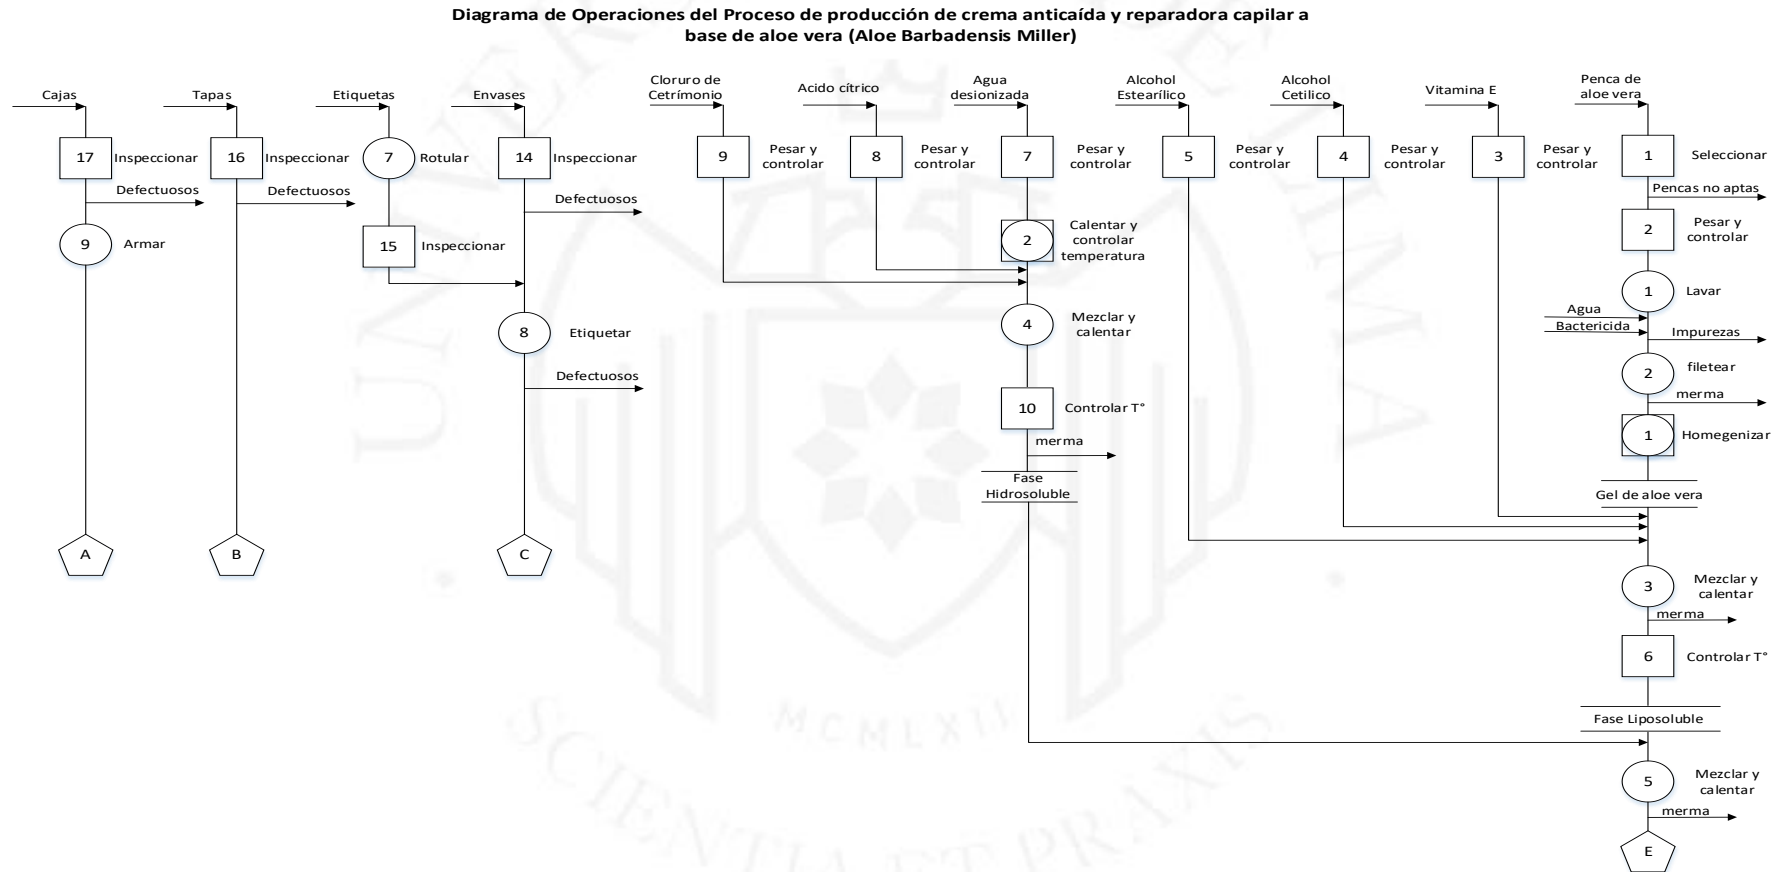 Diagrama de Operaciones del Proceso de producción de crema anticaída y reparadora capilar a
base de aloe vera (Aloe Barbadensis Miller)
Cajas
17
Inspeccionar
Defectuosos
9
Armar
A
Tapas
16
Inspeccionar
Defectuosos
B
Etiquetas
7
Rotular
15
Inspeccionar
Envases
14
Inspeccionar
Defectuosos
8
Etiquetar
Defectuosos
C
Cloruro de
Cetrímonio
9
Pesar y
controlar
Acido cítrico
8
Pesar y
controlar
Agua
desionizada
7
Pesar y
controlar
2
Calentar y
controlar
temperatura
4
Mezclar y
calentar
10
Controlar T°
merma
Fase
Hidrosoluble
Alcohol
Estearílico
5
Pesar y
controlar
Alcohol
Cetilico
4
Pesar y
controlar
Vitamina E
3
Pesar y
controlar
Penca de
aloe vera
1
Seleccionar
Pencas no aptas
2
Pesar y
controlar
1
Lavar
Agua
Bactericida
Impurezas
2
filetear
merma
1
Homegenizar
Gel de aloe vera
3
Mezclar y
calentar
merma
6
Controlar T°
Fase Liposoluble
5
Mezclar y
calentar
merma
E
MCMLXII
SCIENTIA ET PRAXIS